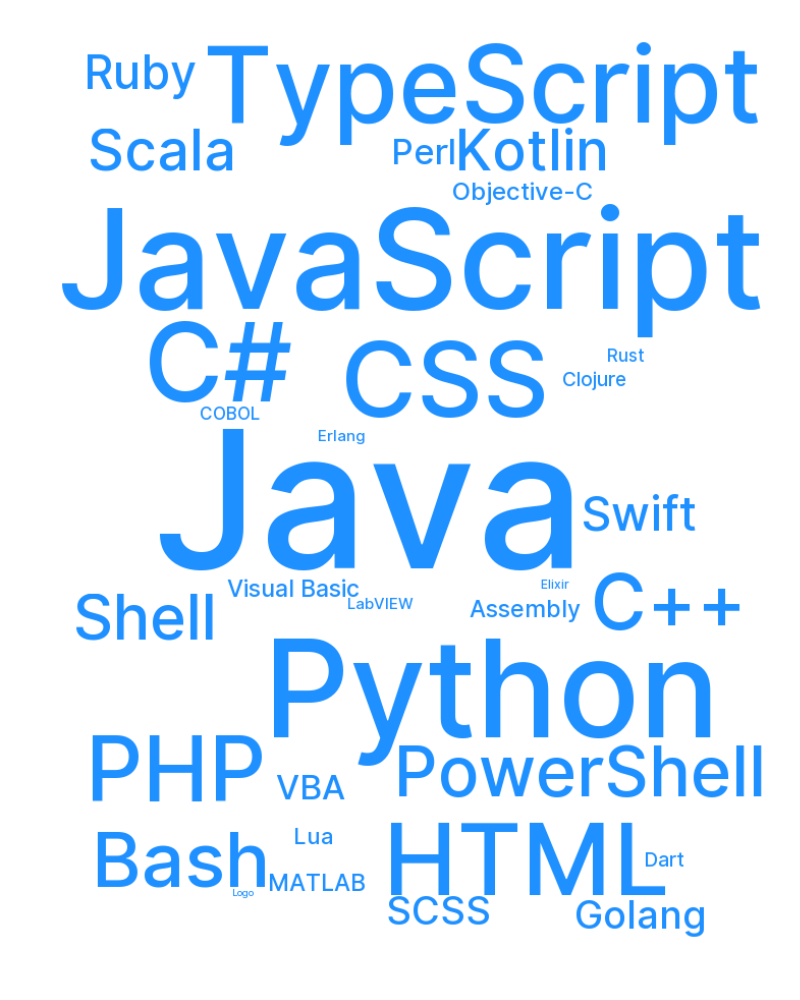 Ruby TypeScript
Scala Perl Kotlin
Objective-C
JavaScript
C# CSS Rust
Clojure
COBOL
Erlang
Java
Swift
Visual Basic Elixir C++
Shell LabVIEW Assembly
Python
PHP VBA PowerShell
Lua
Bash HTML Dart
MATLAB
Logo
SCSS Golang